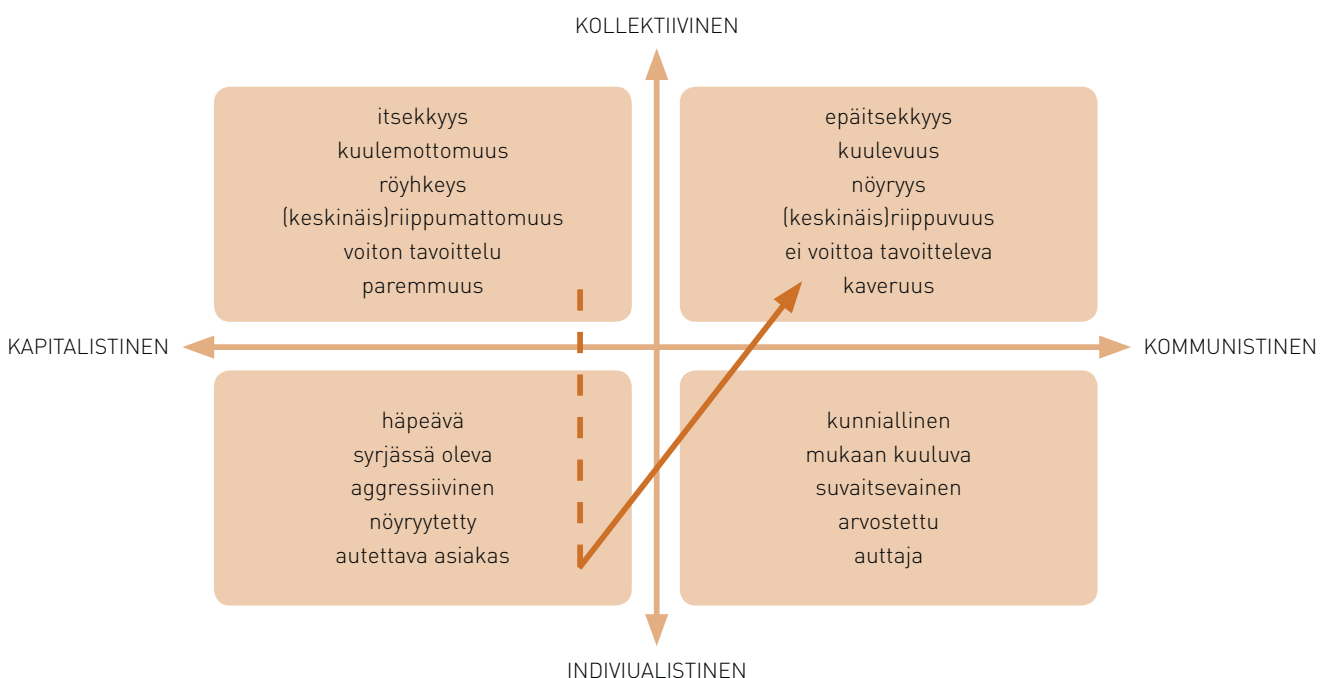 KOLLEKTIIVINEN
itsekkyys
kuulemottomuus
röyhkeys
(keskinäis)riippumattomuus
voiton tavoittelu
paremmuus
epäitsekkyys
kuulevuus
nöyryys
(keskinäis)riippuvuus
ei voittoa tavoitteleva
kaveruus
KAPITALISTINEN
KOMMUNISTINEN
häpeävä
syrjässä oleva
aggressiivinen
nöyryytetty
autettava asiakas
kunniallinen
mukaan kuuluva
suvaitsevainen
arvostettu
auttaja
INDIVIUALISTINEN